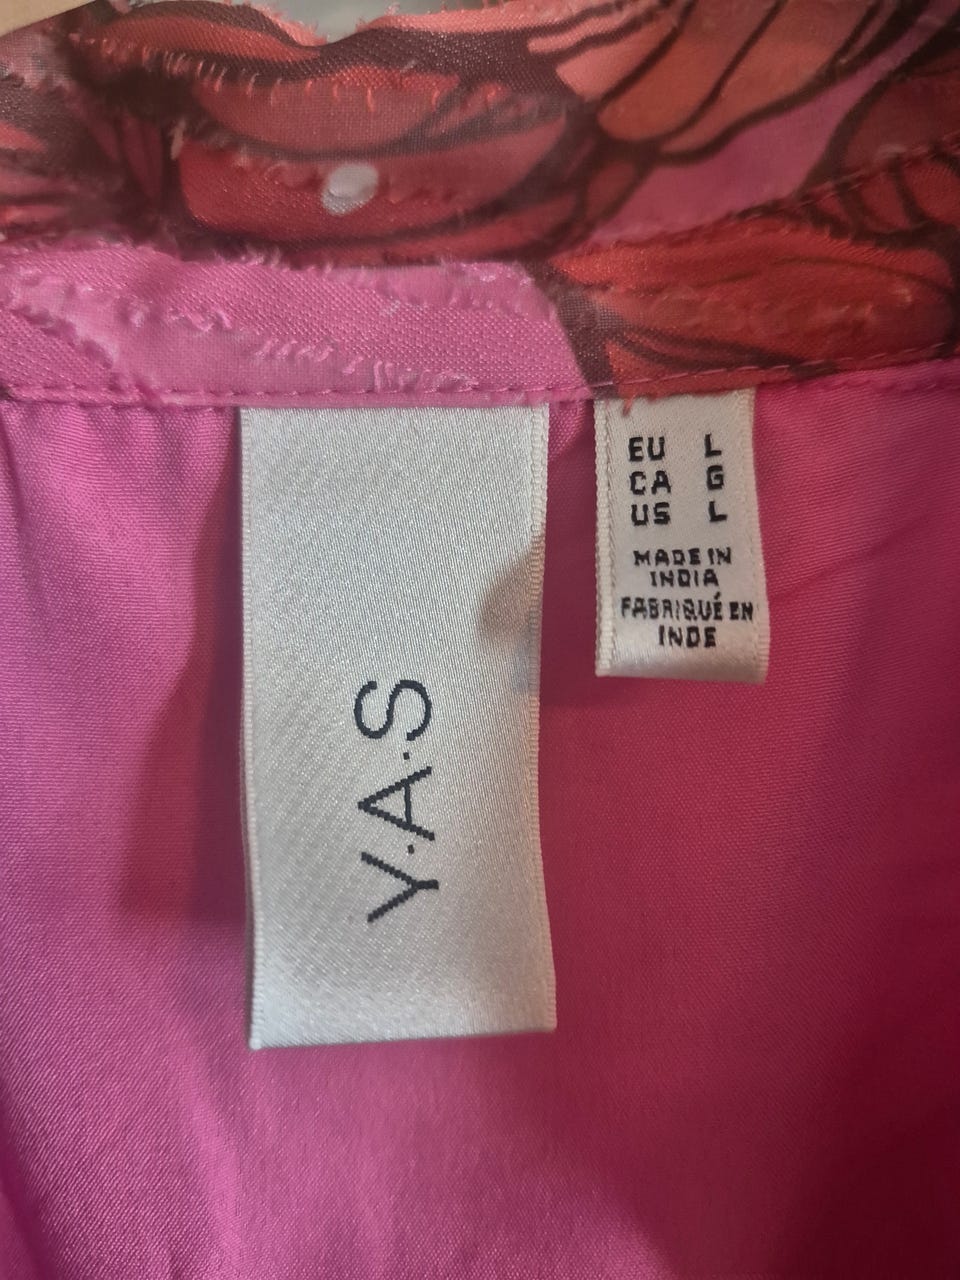 Y.A.S
EU L
CA G
US L
MADE IN
INDIA
FABRIQUÉ EN
INDE